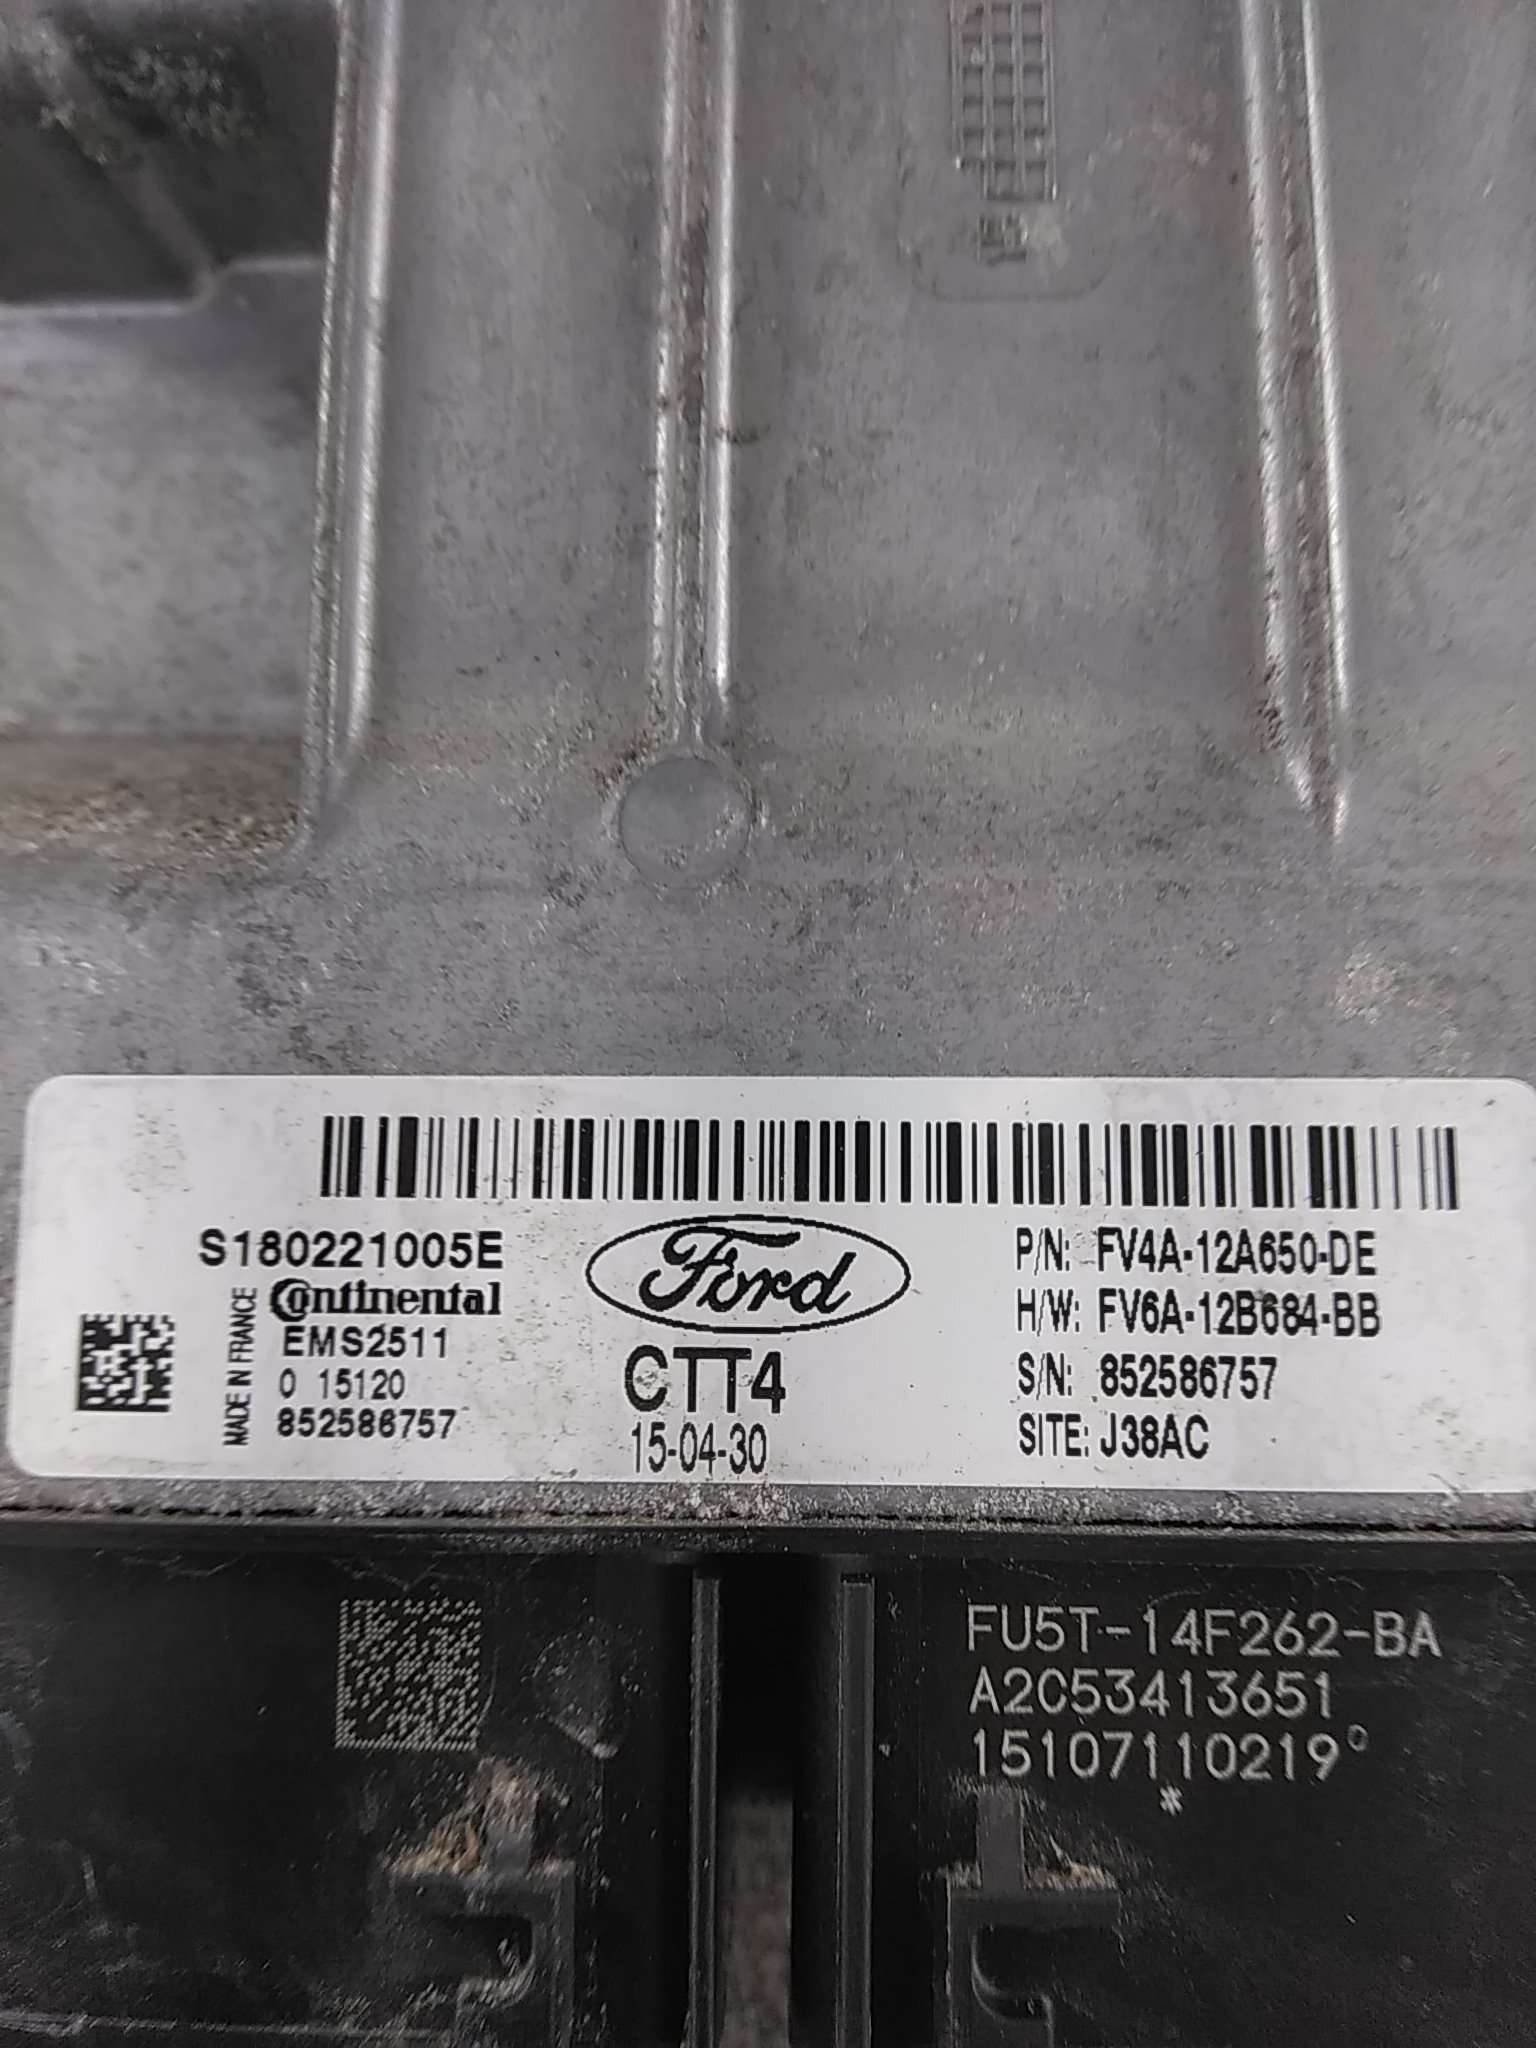 S180221005E
Continental
EMS2511
0 15120
852586757
MADE IN FRANCE
Ford
CTT4
15-04-30
P/N: FV4A-12A650-DE
H/W: FV6A-12B684-BB
S/N: 852586757
SITE: J38AC
FU5T-14F262-BA
A2C53413651
15107110219°
*